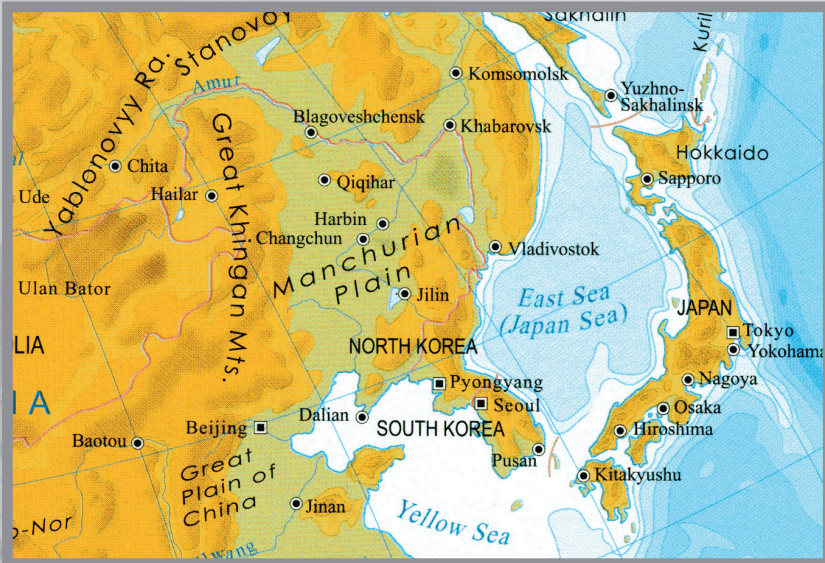 Sakhalin
Kuril
Stanovoy
Yablonovyy Ra.
Amur
Komsomolsk
Yuzhno-
Sakhalinsk
Blagoveshchensk
Khabarovsk
Hokkaido
Chita
Great Khingan Mts.
Qiqihar
Sapporo
Ude
Hailar
Harbin
Changchun
Manchurian
Plain
Vladivostok
Ulan Bator
Jilin
East Sea
(Japan Sea)
JAPAN
Tokyo
Yokohama
LIA
NORTH KOREA
Pyongyang
Nagoya
I A
Seoul
Osaka
Dalian
SOUTH KOREA
Hiroshima
Beijing
Baotou
Pusan
Great
Plain of
China
Kitakyushu
Jinan
Yellow Sea
o-Nor
Hwang